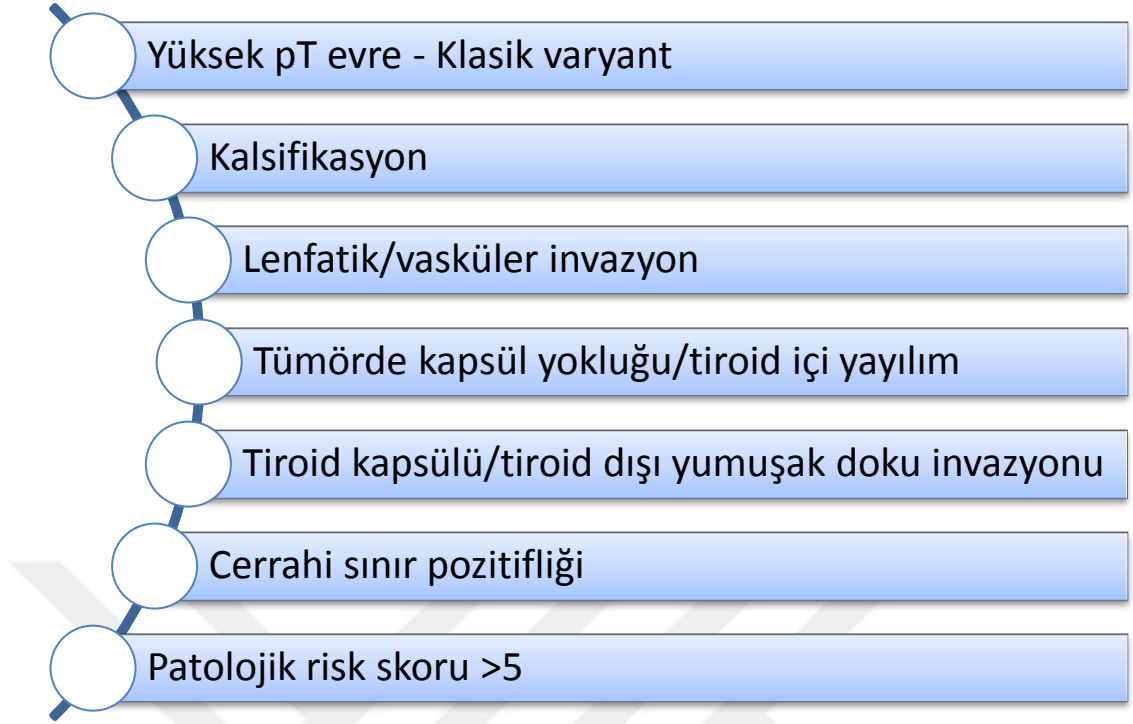 Yüksek pT evre - Klasik varyant
Kalsifikasyon
Lenfatik/vasküler invazyon
Tümörde kapsül yokluğu/tiroid içi yayılım
Tiroid kapsülü/tiroid dışı yumuşak doku invazyonu
Cerrahi sınır pozitifliği
Patolojik risk skoru >5